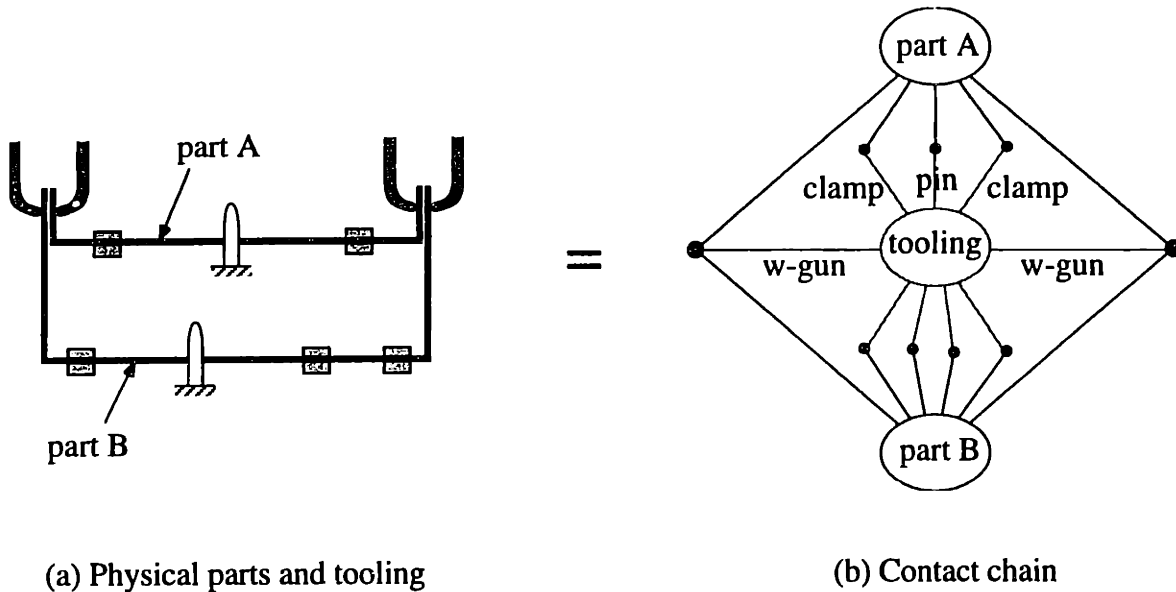 part A
part B
(a) Physical parts and tooling
=
part A
clamp pin clamp
tooling
w-gun w-gun
part B
(b) Contact chain